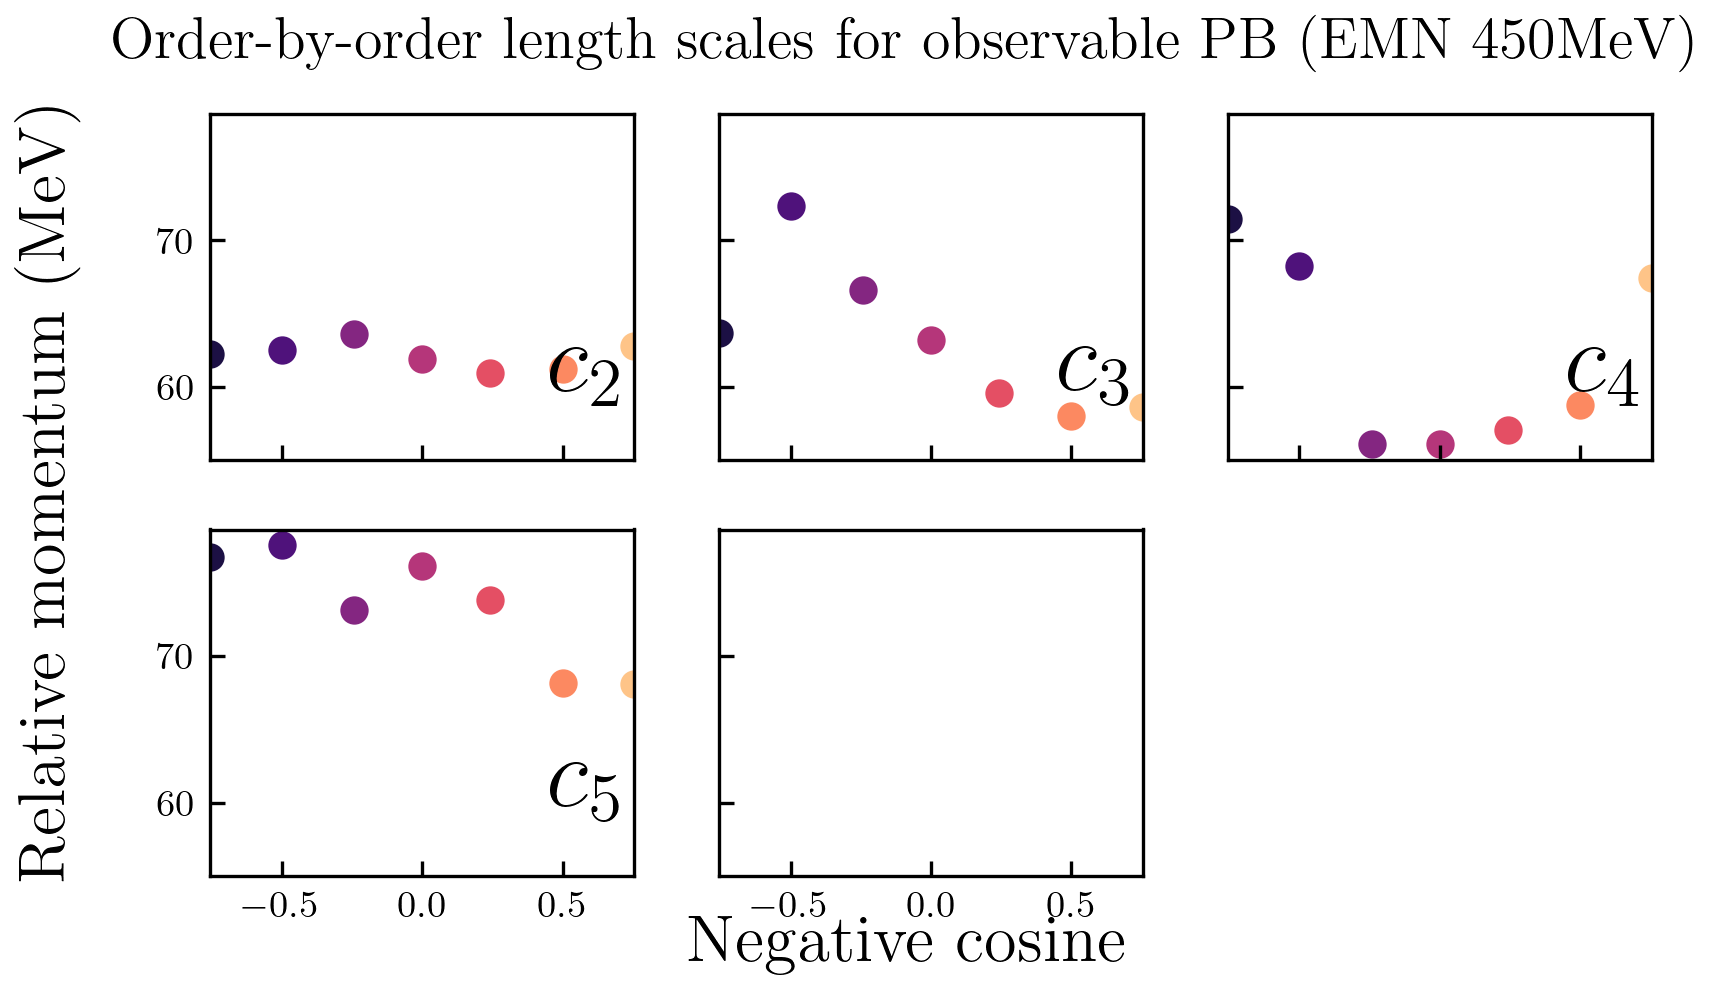 Order-by-order length scales for observable PB (EMN 450MeV)
Relative momentum (MeV)
70
60
c₂
c₃
c₄
70
60
c₅
−0.5 0.0 0.5
−0.5 0.0 0.5
Negative cosine